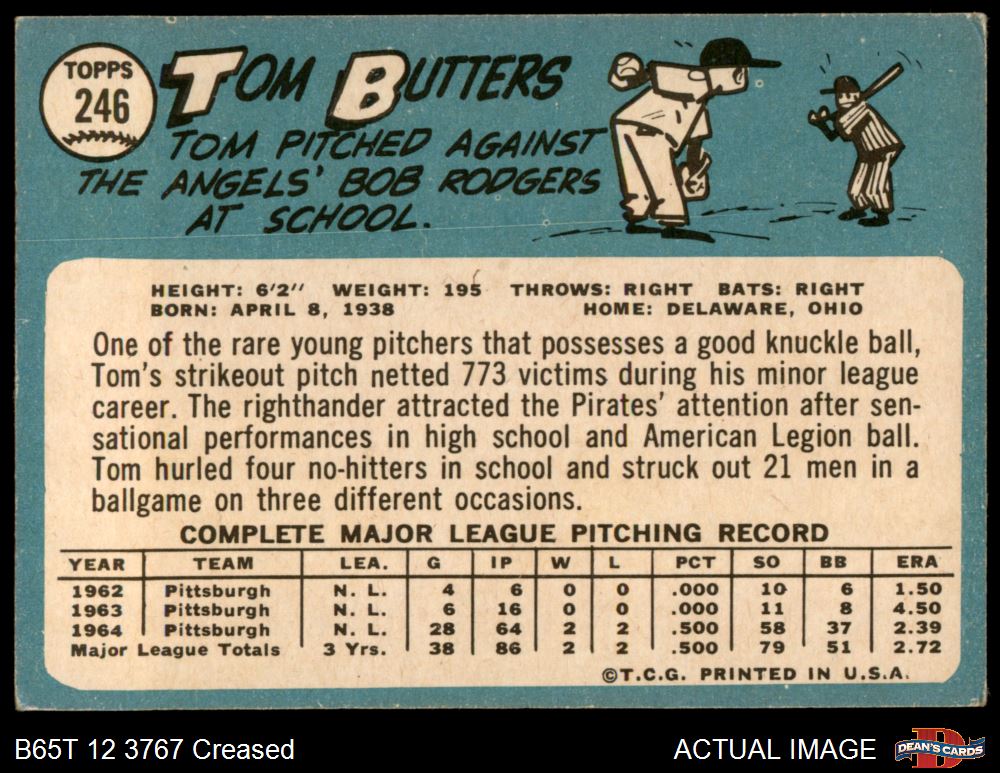 TOPPS
246
TOM BUTTERS
TOM PITCHED AGAINST
THE ANGELS' BOB RODGERS
AT SCHOOL.
HEIGHT: 6'2" WEIGHT: 195 THROWS: RIGHT BATS: RIGHT
BORN: APRIL 8, 1938 HOME: DELAWARE, OHIO
One of the rare young pitchers that possesses a good knuckle ball,
Tom's strikeout pitch netted 773 victims during his minor league
career. The righthander attracted the Pirates' attention after sen-
sational performances in high school and American Legion ball.
Tom hurled four no-hitters in school and struck out 21 men in a
ballgame on three different occasions.
COMPLETE MAJOR LEAGUE PITCHING RECORD
YEAR TEAM LEA. G IP W L PCT SO BB ERA
1962 Pittsburgh N. L. 4 6 0 0 .000 10 6 1.50
1963 Pittsburgh N. L. 6 16 0 0 .000 11 8 4.50
1964 Pittsburgh N. L. 28 64 2 2 .500 58 37 2.39
Major League Totals 3 Yrs. 38 86 2 2 .500 79 51 2.72
©T.C.G. PRINTED IN U.S.A.
B65T 12 3767 Creased
ACTUAL IMAGE
DEAN'S CARDS